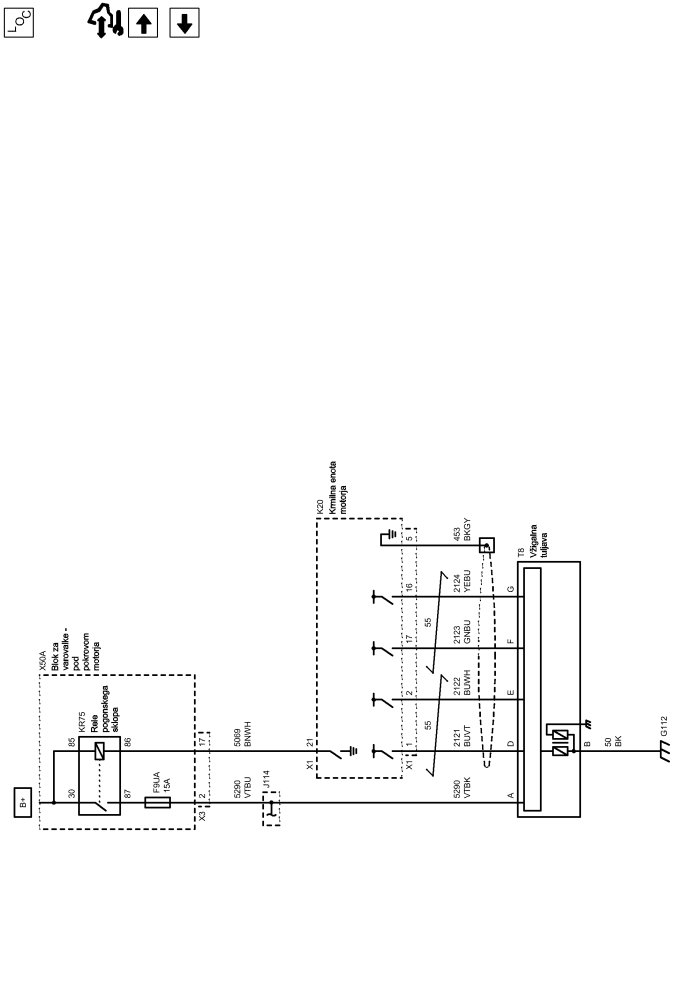 LOC
B+
X50A
Blok za
varovalke -
pod
pokrovom
motorja
KR75
Rele
pogonskega
sklopa
85
86
30
87
F9UA
15A
X3
2
17
5290
VTBU
5069
BNWH
J114
X1
21
K20
Krmilna enota
motorja
X1
1
2
17
16
5
55
55
5290
VTBK
2121
BUVT
2122
BUWH
2123
GNBU
2124
YEBU
453
BKGY
A
D
E
F
G
T8
Vžigalna
tuljava
B
50
BK
G112